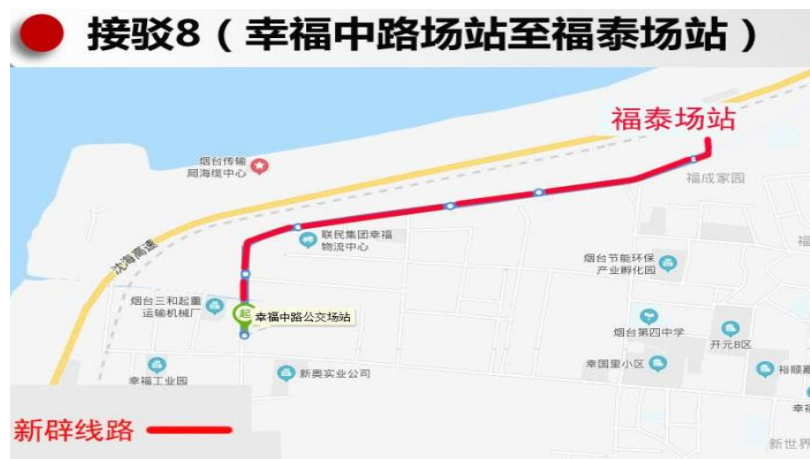 接驳8（幸福中路场站至福泰场站）
福泰场站
烟台传输
局海缆中心
福成家园
沈海高速
联民集团幸福
物流中心
福
烟台节能环保
产业孵化园
烟台三和起重
运输机械厂
起
幸福中路公交场站
烟台第四中学
开元B区
幸福工业园
新奥实业公司
幸国里小区
裕顺嘉
幸福
新辟线路
新世界